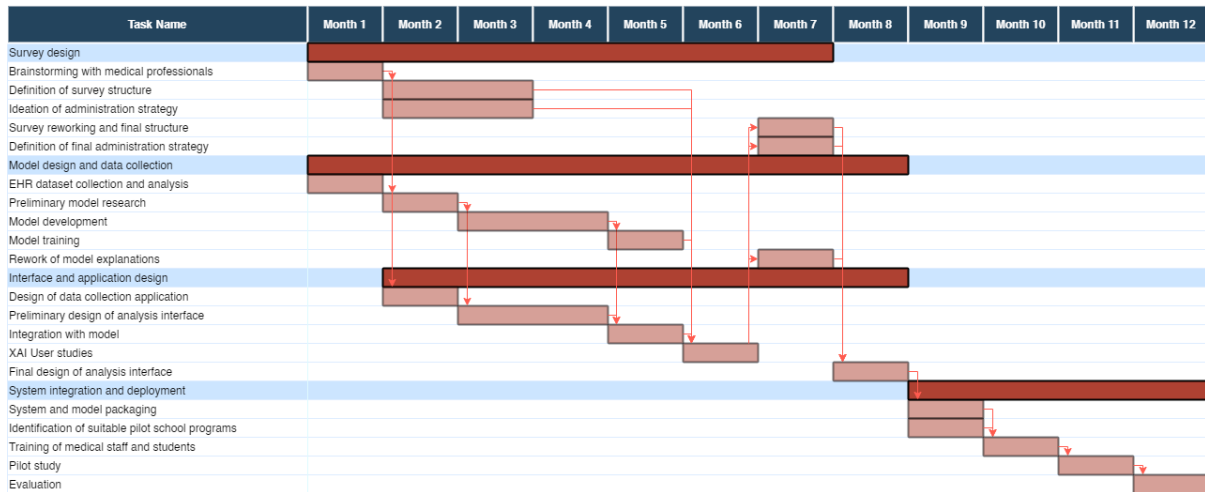 Task Name Month 1 Month 2 Month 3 Month 4 Month 5 Month 6 Month 7 Month 8 Month 9 Month 10 Month 11 Month 12
Survey design
Brainstorming with medical professionals
Definition of survey structure
Ideation of administration strategy
Survey reworking and final structure
Definition of final administration strategy
Model design and data collection
EHR dataset collection and analysis
Preliminary model research
Model development
Model training
Rework of model explanations
Interface and application design
Design of data collection application
Preliminary design of analysis interface
Integration with model
XAI User studies
Final design of analysis interface
System integration and deployment
System and model packaging
Identification of suitable pilot school programs
Training of medical staff and students
Pilot study
Evaluation